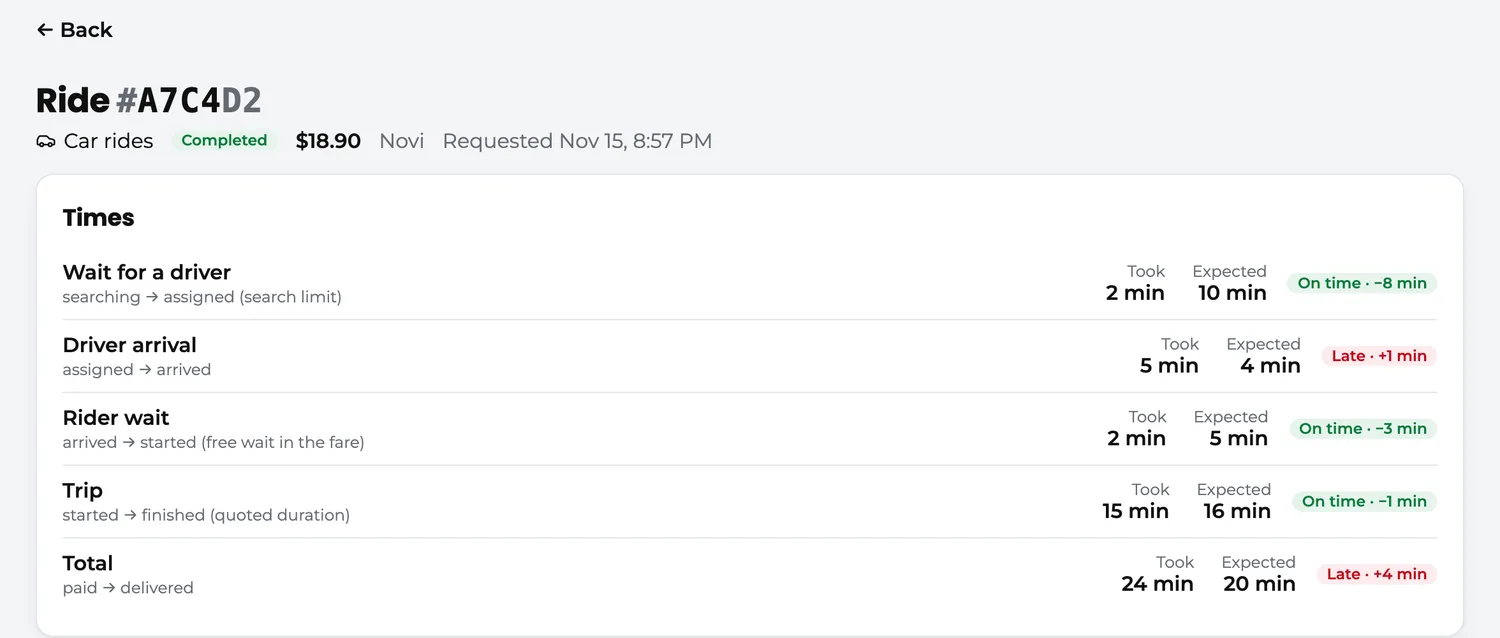 ← Back
Ride #A7C4D2
Car rides Completed $18.90 Novi Requested Nov 15, 8:57 PM
Times
Wait for a driver
searching → assigned (search limit)
Took Expected
2 min 10 min On time · −8 min
Driver arrival
assigned → arrived
Took Expected
5 min 4 min Late · +1 min
Rider wait
arrived → started (free wait in the fare)
Took Expected
2 min 5 min On time · −3 min
Trip
started → finished (quoted duration)
Took Expected
15 min 16 min On time · −1 min
Total
paid → delivered
Took Expected
24 min 20 min Late · +4 min